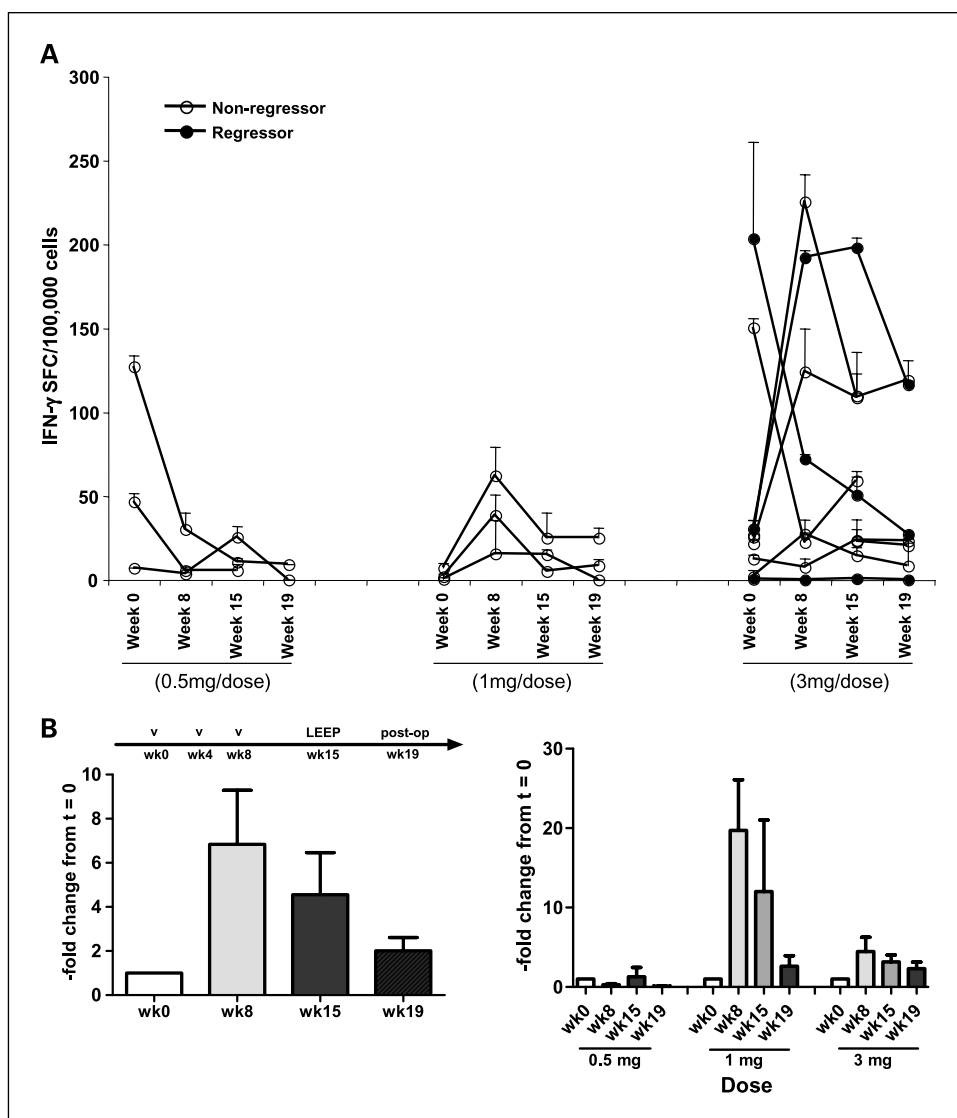 A
300
250
200
150
100
50
0
IFN-γ SFC/100,000 cells
Non-regressor
Regressor
Week 0
Week 8
Week 15
Week 19
(0.5mg/dose)
Week 0
Week 8
Week 15
Week 19
(1mg/dose)
Week 0
Week 8
Week 15
Week 19
(3mg/dose)
B
v v v LEEP post-op
wk0 wk4 wk8 wk15 wk19
10
8
6
4
2
0
-fold change from t = 0
wk0 wk8 wk15 wk19
30
20
10
0
-fold change from t = 0
wk0 wk8 wk15 wk19 wk0 wk8 wk15 wk19 wk0 wk8 wk15 wk19
0.5 mg 1 mg 3 mg
Dose